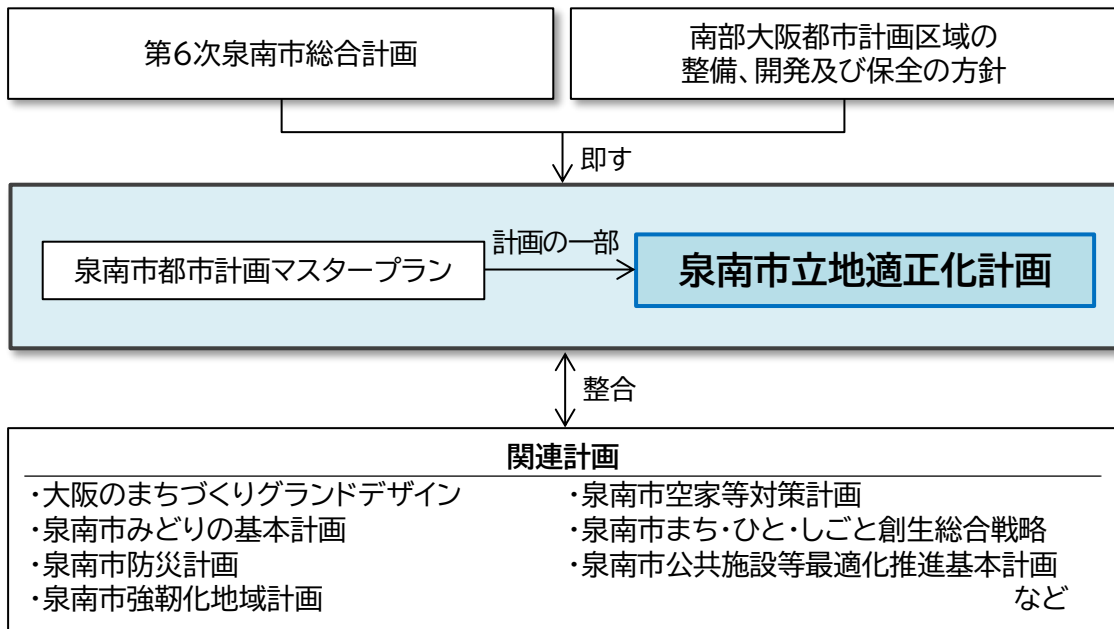 第6次泉南市総合計画
南部大阪都市計画区域の
整備、開発及び保全の方針
即す
泉南市都市計画マスタープラン
計画の一部
泉南市立地適正化計画
整合
関連計画
・大阪のまちづくりグランドデザイン
・泉南市みどりの基本計画
・泉南市防災計画
・泉南市強靭化地域計画
・泉南市空家等対策計画
・泉南市まち・ひと・しごと創生総合戦略
・泉南市公共施設等最適化推進基本計画
など